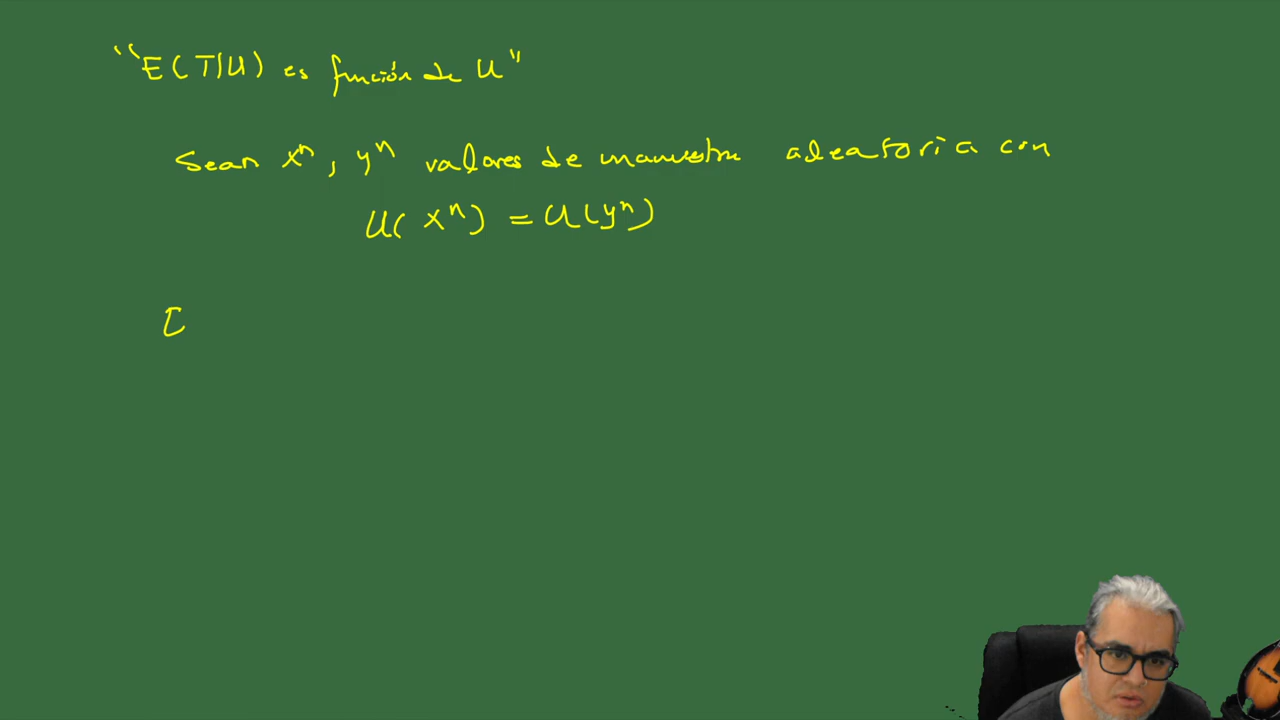 “E(T|U) es función de U”
Sean xⁿ, yⁿ valores de muestra aleatoria con
U(xⁿ) = U(yⁿ)
E